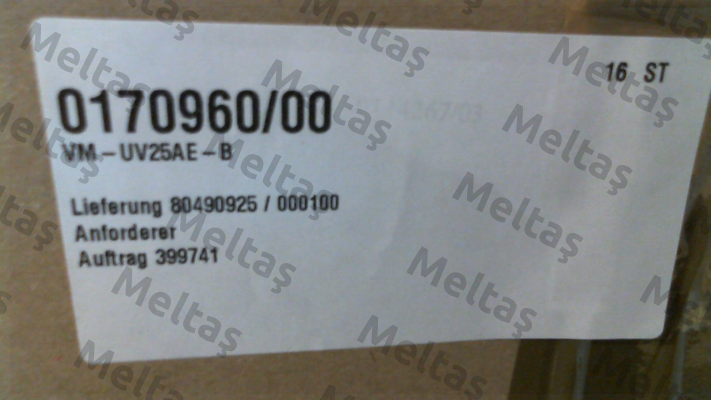 16 ST
0170960/00
VM - UV25AE - B
Lieferung 80490925 / 000100
Anforderer
Auftrag 399741
Meltaş